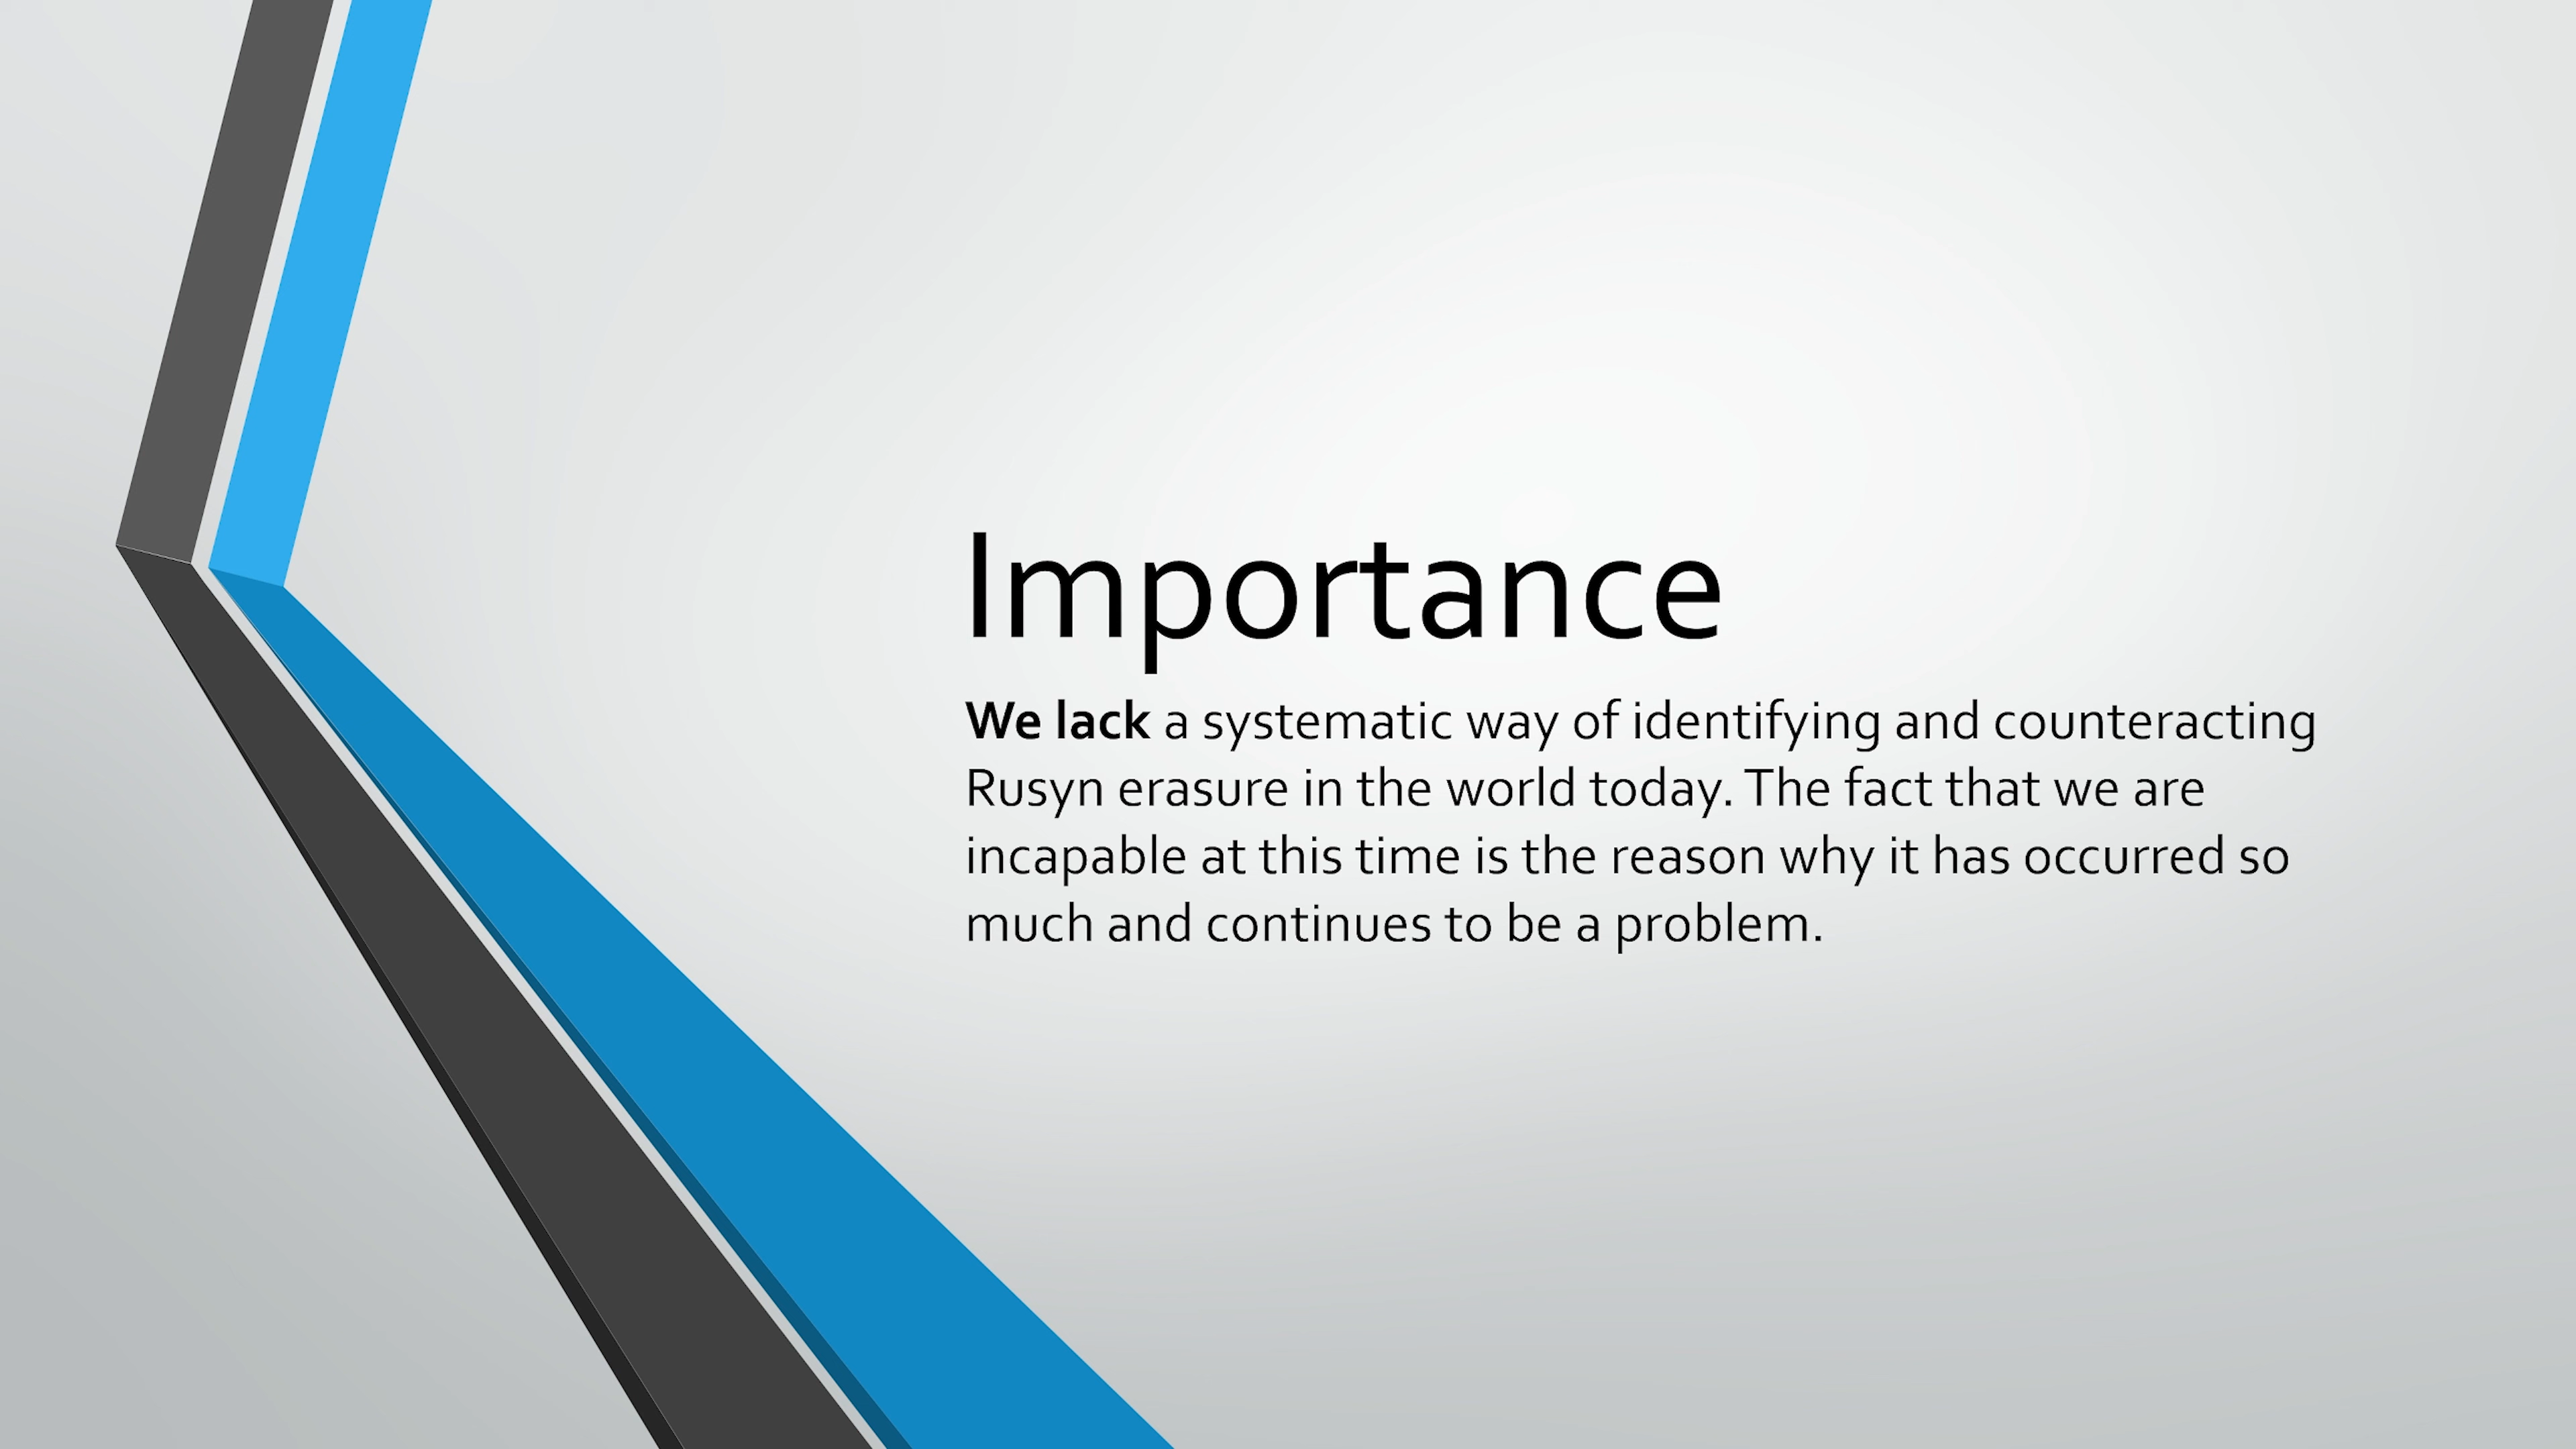 Importance
We lack a systematic way of identifying and counteracting
Rusyn erasure in the world today. The fact that we are
incapable at this time is the reason why it has occurred so
much and continues to be a problem.